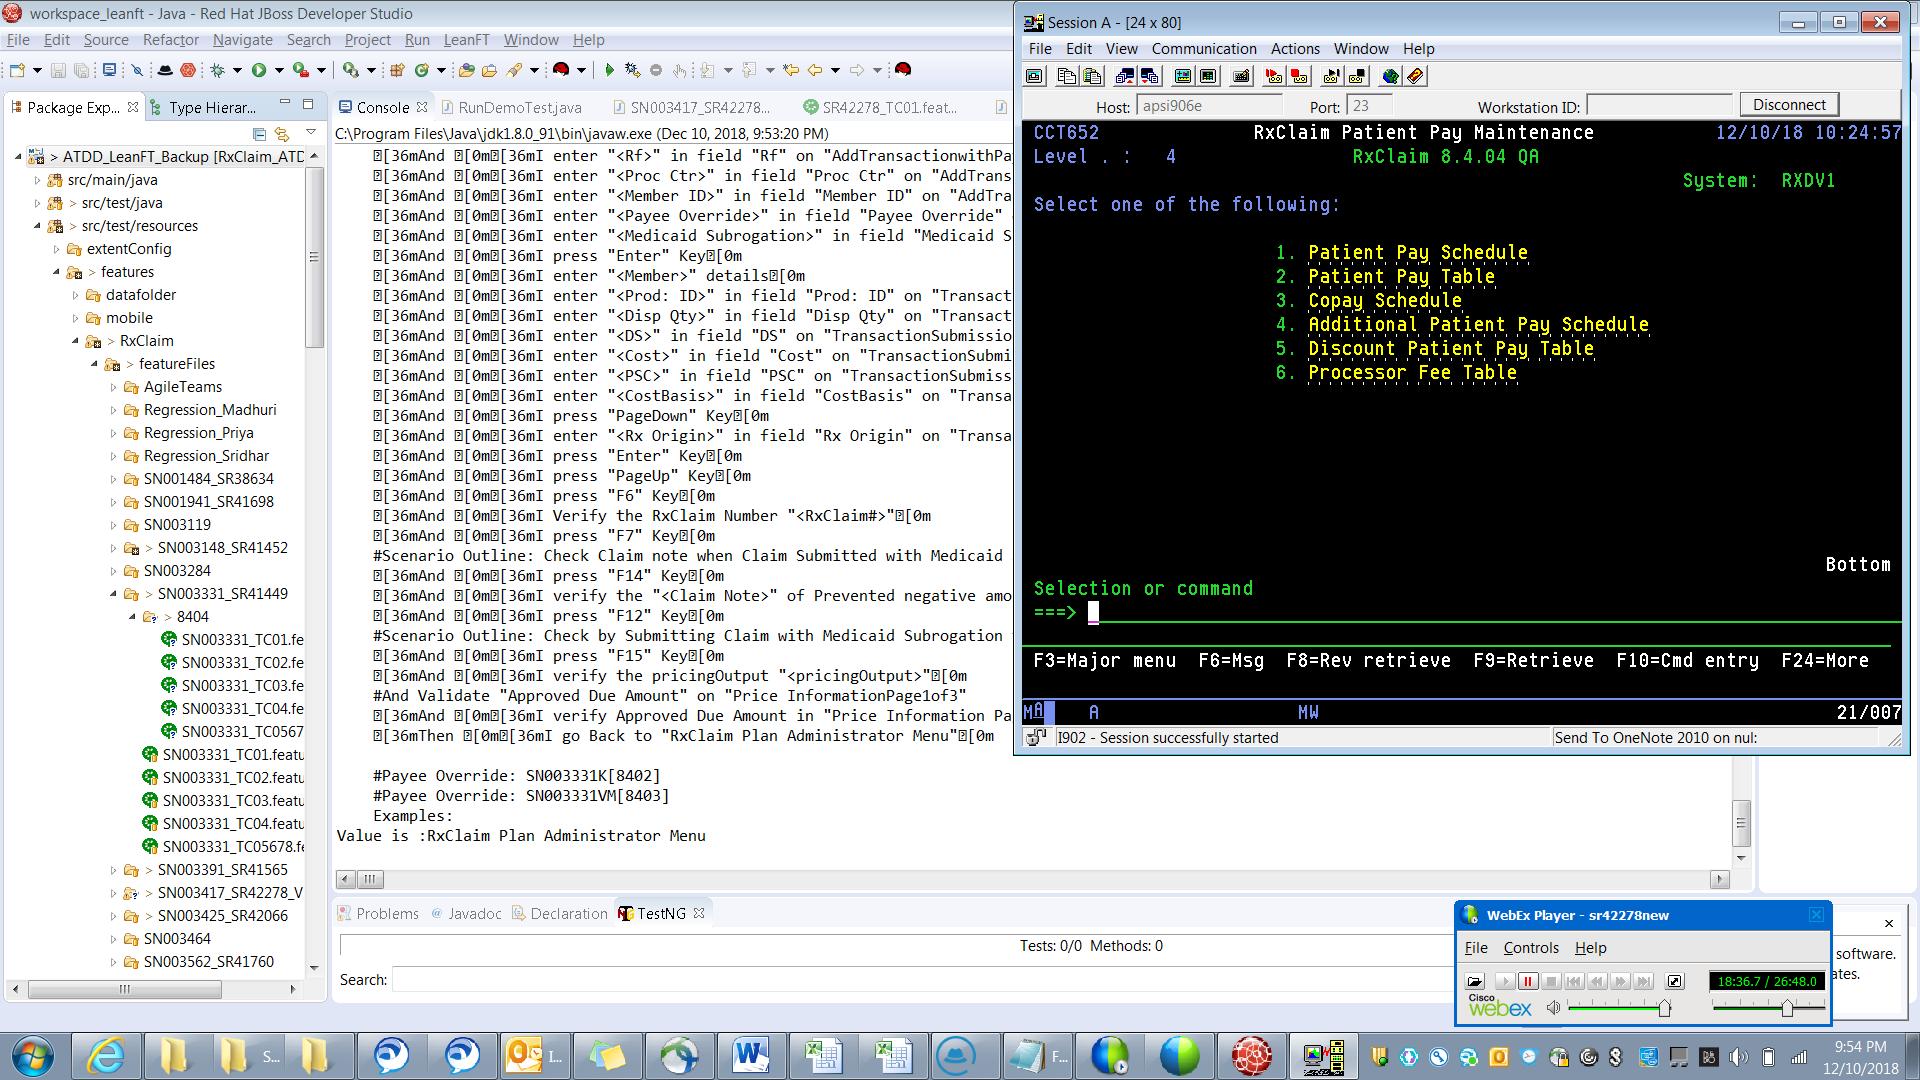 workspace_leanft - Java - Red Hat JBoss Developer Studio
File Edit Source Refactor Navigate Search Project Run LeanFT Window Help
Package Exp... Type Hierar...
> ATDD_LeanFT_Backup [RxClaim_ATD
src/main/java
> src/test/java
> src/test/resources
extentConfig
> features
datafolder
mobile
> RxClaim
> featureFiles
AgileTeams
Regression_Madhuri
Regression_Priya
Regression_Sridhar
SN001484_SR38634
SN001941_SR41698
SN003119
> SN003148_SR41452
SN003284
> SN003331_SR41449
> 8404
SN003331_TC01.fe
SN003331_TC02.fe
SN003331_TC03.fe
SN003331_TC04.fe
SN003331_TC0567
SN003331_TC01.featu
SN003331_TC02.featu
SN003331_TC03.featu
SN003331_TC04.featu
SN003331_TC05678.fe
> SN003391_SR41565
> SN003417_SR42278_V
> SN003425_SR42066
SN003464
SN003562_SR41760
Console RunDemoTest.java SN003417_SR42278... SR42278_TC01.feat...
C:\Program Files\Java\jdk1.8.0_91\bin\javaw.exe (Dec 10, 2018, 9:53:20 PM)
[36mAnd [0m[36mI enter "<Rf>" in field "Rf" on "AddTransactionwithPa
[36mAnd [0m[36mI enter "<Proc Ctr>" in field "Proc Ctr" on "AddTrans
[36mAnd [0m[36mI enter "<Member ID>" in field "Member ID" on "AddTra
[36mAnd [0m[36mI enter "<Payee Override>" in field "Payee Override"
[36mAnd [0m[36mI enter "<Medicaid Subrogation>" in field "Medicaid S
[36mAnd [0m[36mI press "Enter" Key[0m
[36mAnd [0m[36mI enter "<Member>" details[0m
[36mAnd [0m[36mI enter "<Prod: ID>" in field "Prod: ID" on "Transact
[36mAnd [0m[36mI enter "<Disp Qty>" in field "Disp Qty" on "Transact
[36mAnd [0m[36mI enter "<DS>" in field "DS" on "TransactionSubmissio
[36mAnd [0m[36mI enter "<Cost>" in field "Cost" on "TransactionSubmi
[36mAnd [0m[36mI enter "<PSC>" in field "PSC" on "TransactionSubmiss
[36mAnd [0m[36mI enter "<CostBasis>" in field "CostBasis" on "Transa
[36mAnd [0m[36mI press "PageDown" Key[0m
[36mAnd [0m[36mI enter "<Rx Origin>" in field "Rx Origin" on "Transa
[36mAnd [0m[36mI press "Enter" Key[0m
[36mAnd [0m[36mI press "PageUp" Key[0m
[36mAnd [0m[36mI press "F6" Key[0m
[36mAnd [0m[36mI Verify the RxClaim Number "<RxClaim#>"[0m
[36mAnd [0m[36mI press "F7" Key[0m
#Scenario Outline: Check Claim note when Claim Submitted with Medicaid
[36mAnd [0m[36mI press "F14" Key[0m
[36mAnd [0m[36mI verify the "<Claim Note>" of Prevented negative amo
[36mAnd [0m[36mI press "F12" Key[0m
#Scenario Outline: Check by Submitting Claim with Medicaid Subrogation
[36mAnd [0m[36mI press "F15" Key[0m
[36mAnd [0m[36mI verify the pricingOutput "<pricingOutput>"[0m
#And Validate "Approved Due Amount" on "Price InformationPage1of3"
[36mAnd [0m[36mI verify Approved Due Amount in "Price Information Pa
[36mThen [0m[36mI go Back to "RxClaim Plan Administrator Menu"[0m
#Payee Override: SN003331K[8402]
#Payee Override: SN003331VM[8403]
Examples:
Value is :RxClaim Plan Administrator Menu
Problems Javadoc Declaration TestNG
Tests: 0/0 Methods: 0
Search:
Session A - [24 x 80]
File Edit View Communication Actions Window Help
Host: apsi906e Port: 23 Workstation ID: Disconnect
CCT652 RxClaim Patient Pay Maintenance 12/10/18 10:24:57
Level . : 4 RxClaim 8.4.04 QA
System: RXDV1
Select one of the following:
1. Patient Pay Schedule
2. Patient Pay Table
3. Copay Schedule
4. Additional Patient Pay Schedule
5. Discount Patient Pay Table
6. Processor Fee Table
Bottom
Selection or command
===>
F3=Major menu F6=Msg F8=Rev retrieve F9=Retrieve F10=Cmd entry F24=More
MA A MW 21/007
I902 - Session successfully started Send To OneNote 2010 on nul:
WebEx Player - sr42278new
File Controls Help
18:36.7 / 26:48.0
Cisco webex
software.
ates.
S... I... F...
9:54 PM
12/10/2018